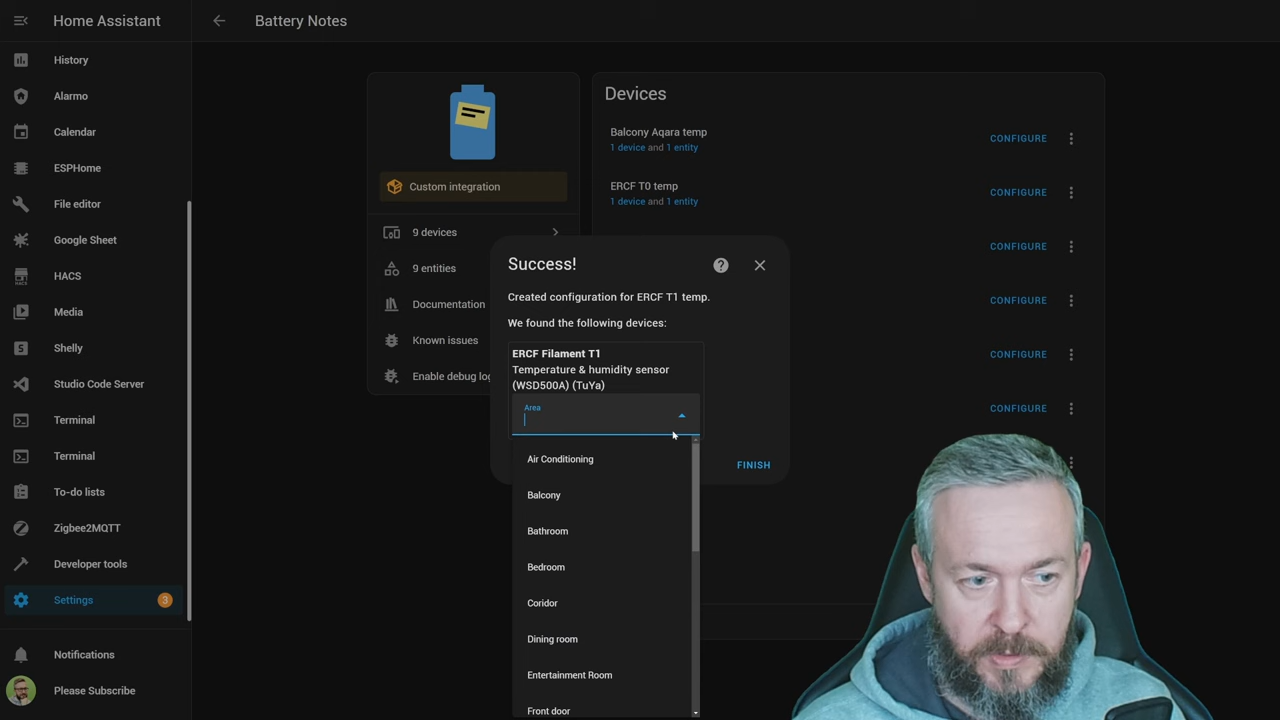 Home Assistant
Battery Notes
History
Alarmo
Calendar
ESPHome
File editor
Google Sheet
HACS
HACS
Media
Shelly
Studio Code Server
Terminal
Terminal
To-do lists
Zigbee2MQTT
Developer tools
Settings
3
Notifications
Please Subscribe
Custom integration
9 devices
9 entities
Documentation
Known issues
Enable debug log
Devices
Balcony Aqara temp
1 device and 1 entity
CONFIGURE
ERCF T0 temp
1 device and 1 entity
CONFIGURE
CONFIGURE
CONFIGURE
CONFIGURE
CONFIGURE
Success!
Created configuration for ERCF T1 temp.
We found the following devices:
ERCF Filament T1
Temperature & humidity sensor
(WSD500A) (TuYa)
Area
Air Conditioning
Balcony
Bathroom
Bedroom
Coridor
Dining room
Entertainment Room
Front door
FINISH